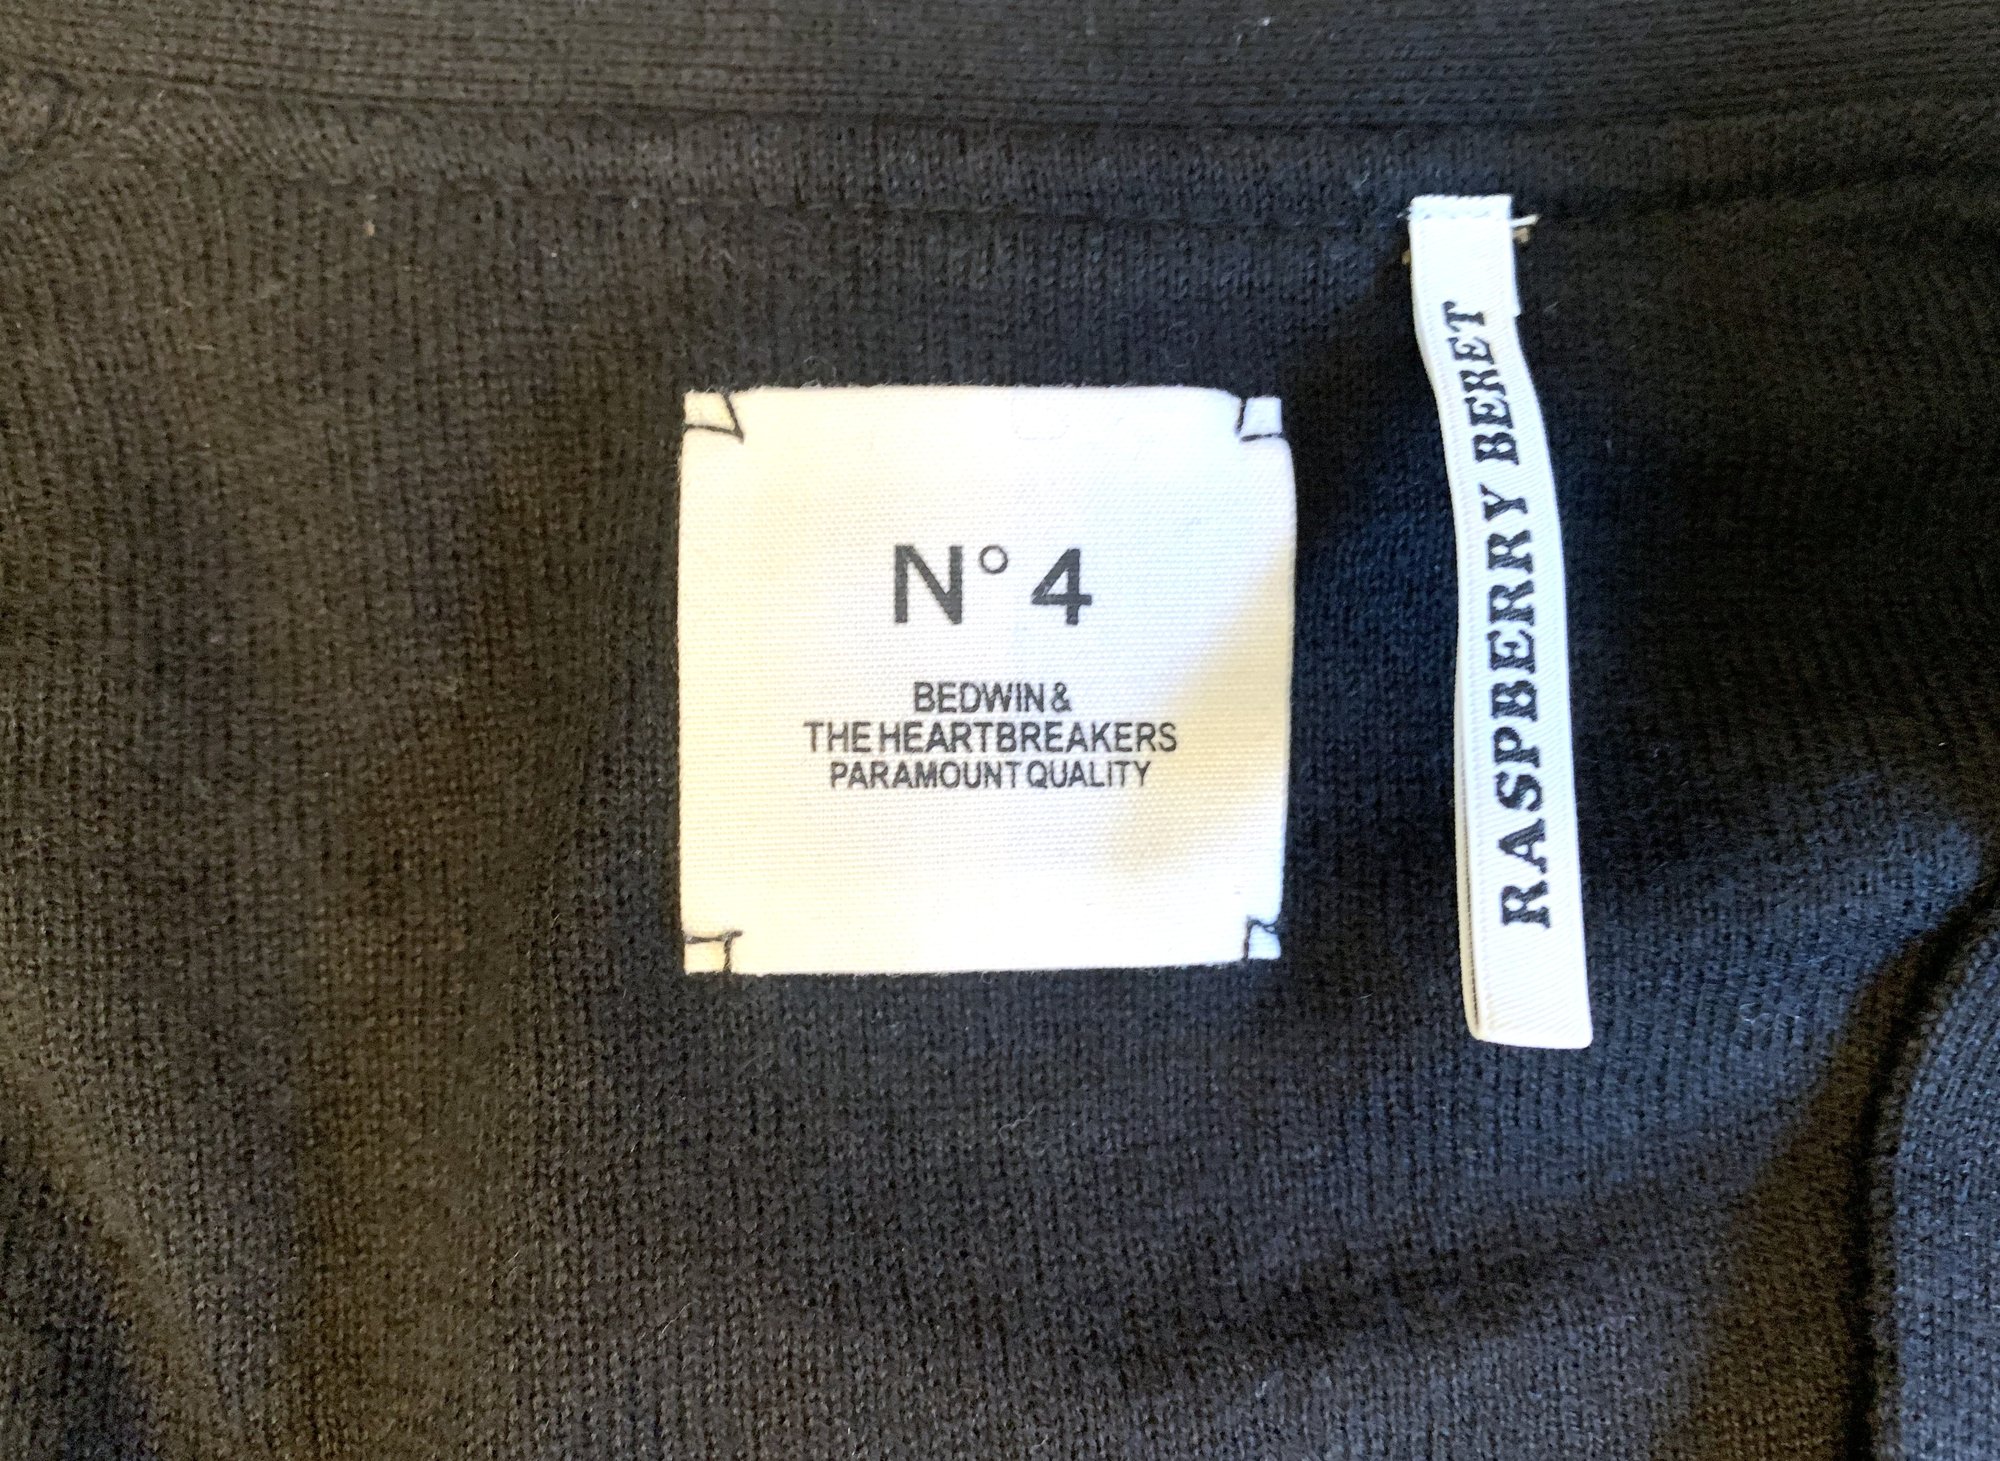 N° 4
BEDWIN &
THE HEARTBREAKERS
PARAMOUNT QUALITY
RASPBERRY BERET